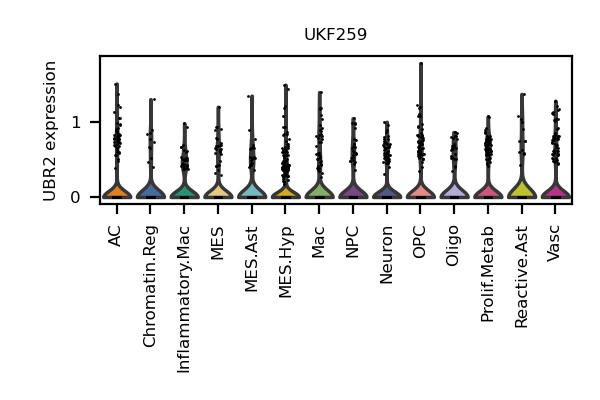 UKF259
UBR2 expression
1
0
AC
Chromatin.Reg
Inflammatory.Mac
MES
MES.Ast
MES.Hyp
Mac
NPC
Neuron
OPC
Oligo
Prolif.Metab
Reactive.Ast
Vasc